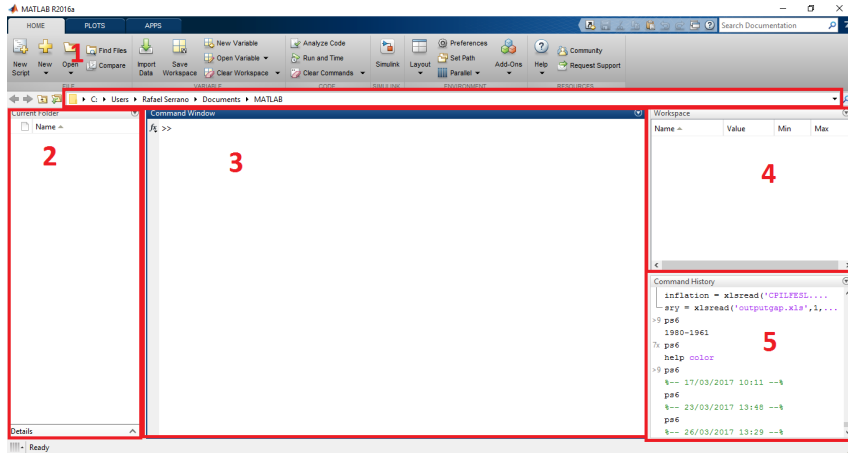 MATLAB R2016a
HOME PLOTS APPS
Search Documentation
New Script
New
Open
Find Files
Compare
Import Data
Save Workspace
New Variable
Open Variable
Clear Workspace
Analyze Code
Run and Time
Clear Commands
Simulink
Layout
Preferences
Set Path
Parallel
Add-Ons
Help
Community
Request Support
FILE VARIABLE CODE SIMULINK ENVIRONMENT RESOURCES
1
C: Users Rafael Serrano Documents MATLAB
Current Folder
Name
2
Details
Command Window
fx >>
3
Workspace
Name Value Min Max
4
Command History
inflation = xlsread('CPILFESL....
sry = xlsread('outputgap.xls',1,...
>9 ps6
1980-1961
7x ps6
help color
>9 ps6
%-- 17/03/2017 10:11 --%
ps6
%-- 23/03/2017 13:48 --%
ps6
%-- 26/03/2017 13:29 --%
5
Ready